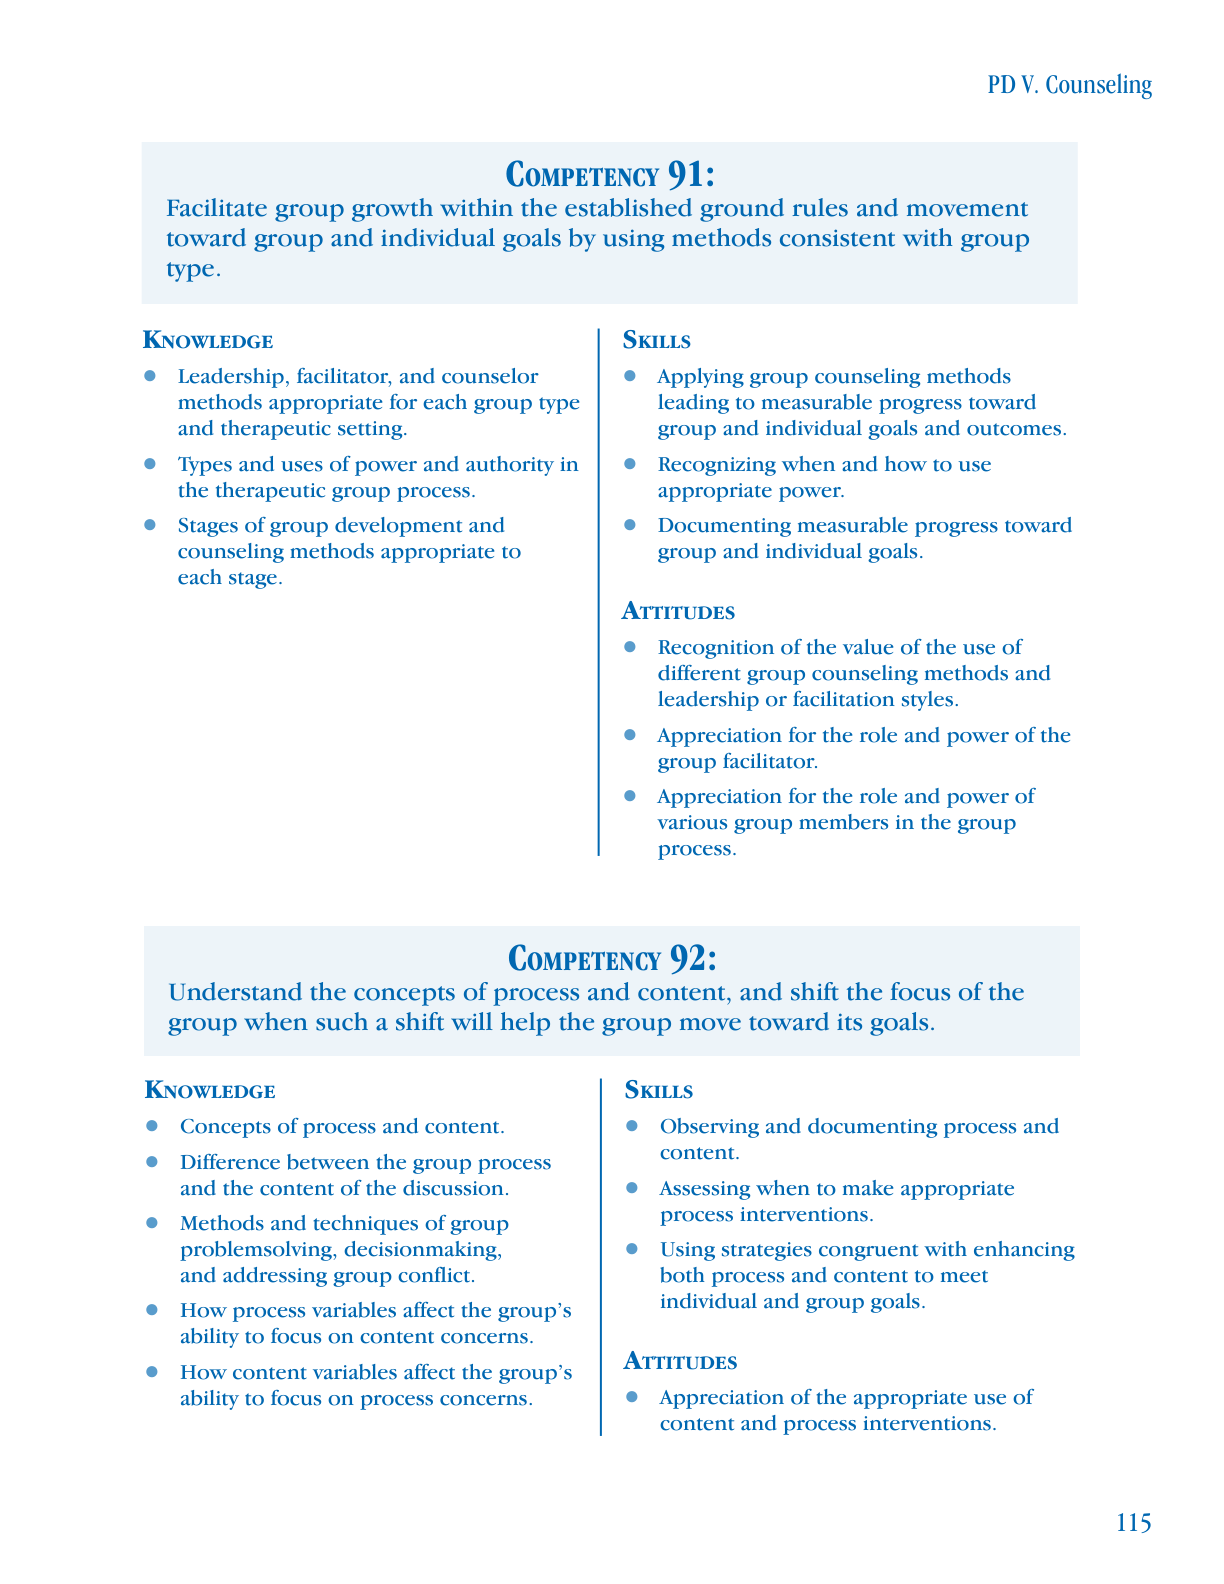 PD V. Counseling
Competency 91:
Facilitate group growth within the established ground rules and movement
toward group and individual goals by using methods consistent with group
type.
Knowledge
● Leadership, facilitator, and counselor
methods appropriate for each group type
and therapeutic setting.
● Types and uses of power and authority in
the therapeutic group process.
● Stages of group development and
counseling methods appropriate to
each stage.
Skills
● Applying group counseling methods
leading to measurable progress toward
group and individual goals and outcomes.
● Recognizing when and how to use
appropriate power.
● Documenting measurable progress toward
group and individual goals.
Attitudes
● Recognition of the value of the use of
different group counseling methods and
leadership or facilitation styles.
● Appreciation for the role and power of the
group facilitator.
● Appreciation for the role and power of
various group members in the group
process.
Competency 92:
Understand the concepts of process and content, and shift the focus of the
group when such a shift will help the group move toward its goals.
Knowledge
● Concepts of process and content.
● Difference between the group process
and the content of the discussion.
● Methods and techniques of group
problemsolving, decisionmaking,
and addressing group conflict.
● How process variables affect the group's
ability to focus on content concerns.
● How content variables affect the group's
ability to focus on process concerns.
Skills
● Observing and documenting process and
content.
● Assessing when to make appropriate
process interventions.
● Using strategies congruent with enhancing
both process and content to meet
individual and group goals.
Attitudes
● Appreciation of the appropriate use of
content and process interventions.
115